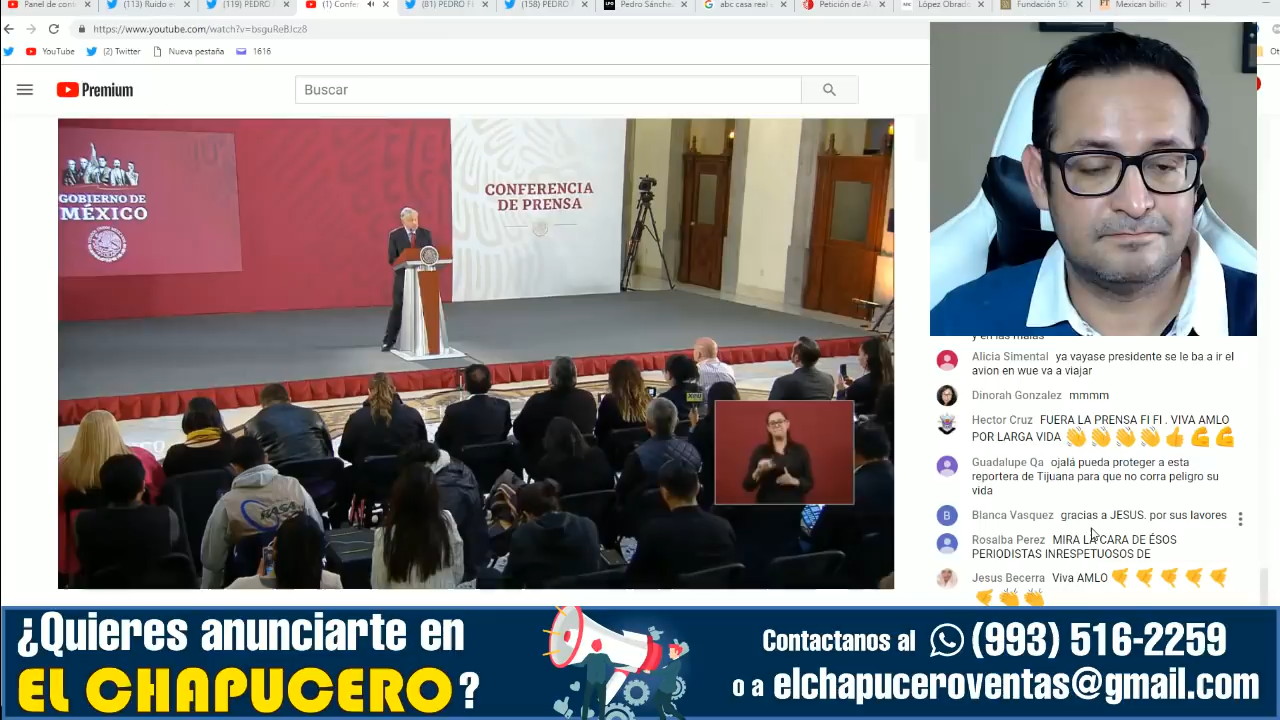 Panel de cont
(113) Ruido e
(119) PEDRO
Conf
(81) PEDRO F
(158) PEDRO
Pedro Sánche
abc casa real
Petición de A
López Obrado
Fundación 50
Mexican billio
https://www.youtube.com/watch?v=bsguReBJcz8
YouTube
(2) Twitter
Nueva pestaña
1616
Premium
Buscar
GOBIERNO DE
MÉXICO
CONFERENCIA
DE PRENSA
y en las malas
Alicia Simental ya vayase presidente se le ba a ir el
avion en wue va a viajar
Dinorah Gonzalez mmmm
Hector Cruz FUERA LA PRENSA FI FI . VIVA AMLO
POR LARGA VIDA 👏👏👏👏👍💪💪
Guadalupe Qa ojalá pueda proteger a esta
reportera de Tijuana para que no corra peligro su
vida
B
Blanca Vasquez gracias a JESUS. por sus lavores
Rosalba Perez MIRA LA CARA DE ÉSOS
PERIODISTAS INRESPETUOSOS DE
Jesus Becerra Viva AMLO
¿Quieres anunciarte en
EL CHAPUCERO?
Contactanos al (993) 516-2259
o a elchapuceroventas@gmail.com